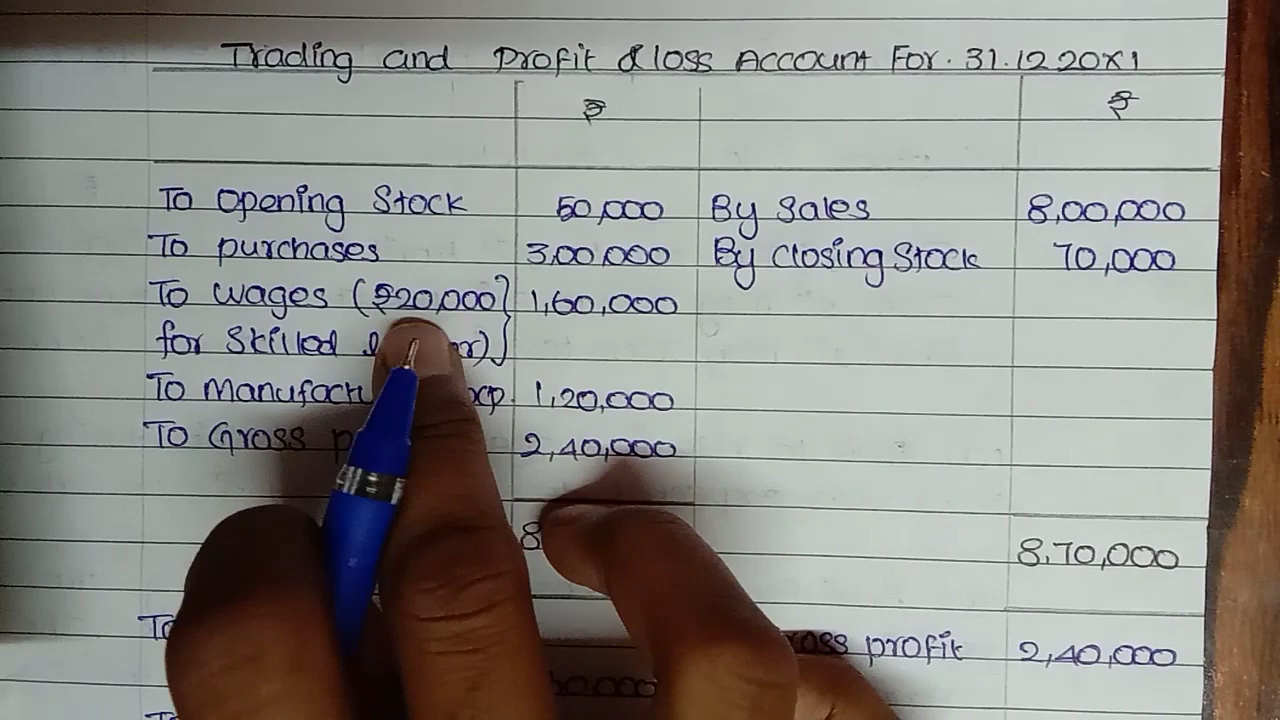 Trading and Profit & loss Account For. 31.12 20X1
₹ ₹
To Opening Stock 50,000 By Sales 8,00,000
To purchases 3,00,000 By Closing Stock 70,000
To wages (₹20,000 1,60,000
for Skilled
To 1,20,000
To Gross 2,40,000
8,70,000
profit 2,40,000